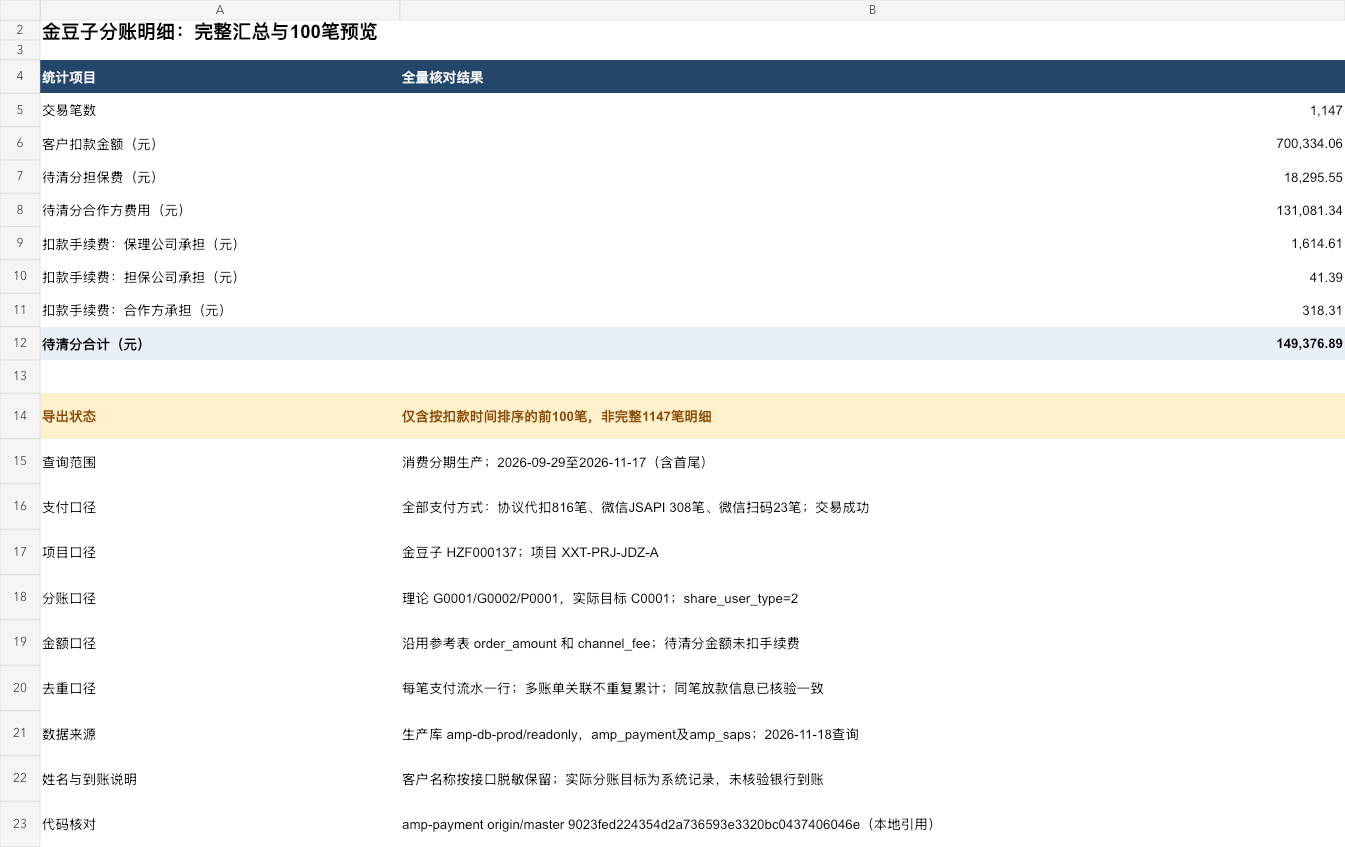 A B
2 金豆子分账明细：完整汇总与100笔预览
3
4 统计项目 全量核对结果
5 交易笔数 1,147
6 客户扣款金额（元） 700,334.06
7 待清分担保费（元） 18,295.55
8 待清分合作方费用（元） 131,081.34
9 扣款手续费：保理公司承担（元） 1,614.61
10 扣款手续费：担保公司承担（元） 41.39
11 扣款手续费：合作方承担（元） 318.31
12 待清分合计（元） 149,376.89
13
14 导出状态 仅含按扣款时间排序的前100笔，非完整1147笔明细
15 查询范围 消费分期生产；2026-09-29至2026-11-17（含首尾）
16 支付口径 全部支付方式：协议代扣816笔、微信JSAPI 308笔、微信扫码23笔；交易成功
17 项目口径 金豆子 HZF000137；项目 XXT-PRJ-JDZ-A
18 分账口径 理论 G0001/G0002/P0001，实际目标 C0001；share_user_type=2
19 金额口径 沿用参考表 order_amount 和 channel_fee；待清分金额未扣手续费
20 去重口径 每笔支付流水一行；多账单关联不重复累计；同笔放款信息已核验一致
21 数据来源 生产库 amp-db-prod/readonly，amp_payment及amp_saps；2026-11-18查询
22 姓名与到账说明 客户名称按接口脱敏保留；实际分账目标为系统记录，未核验银行到账
23 代码核对 amp-payment origin/master 9023fed224354d2a736593e3320bc0437406046e（本地引用）